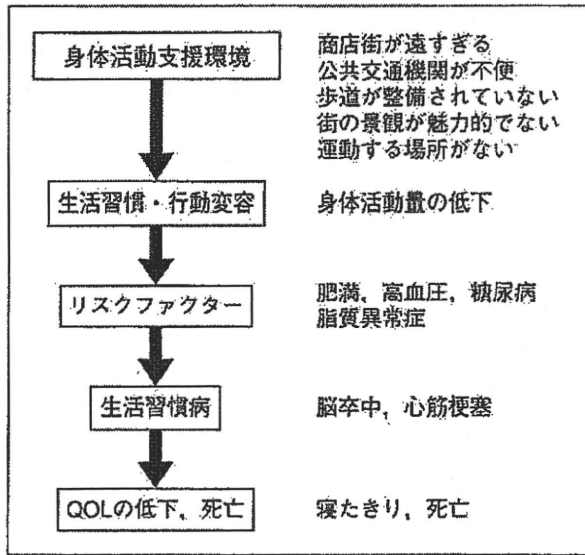 身体活動支援環境
商店街が遠すぎる
公共交通機関が不便
歩道が整備されていない
街の景観が魅力的でない
運動する場所がない
生活習慣・行動変容
身体活動量の低下
リスクファクター
肥満，高血圧，糖尿病
脂質異常症
生活習慣病
脳卒中，心筋梗塞
QOLの低下，死亡
寝たきり，死亡